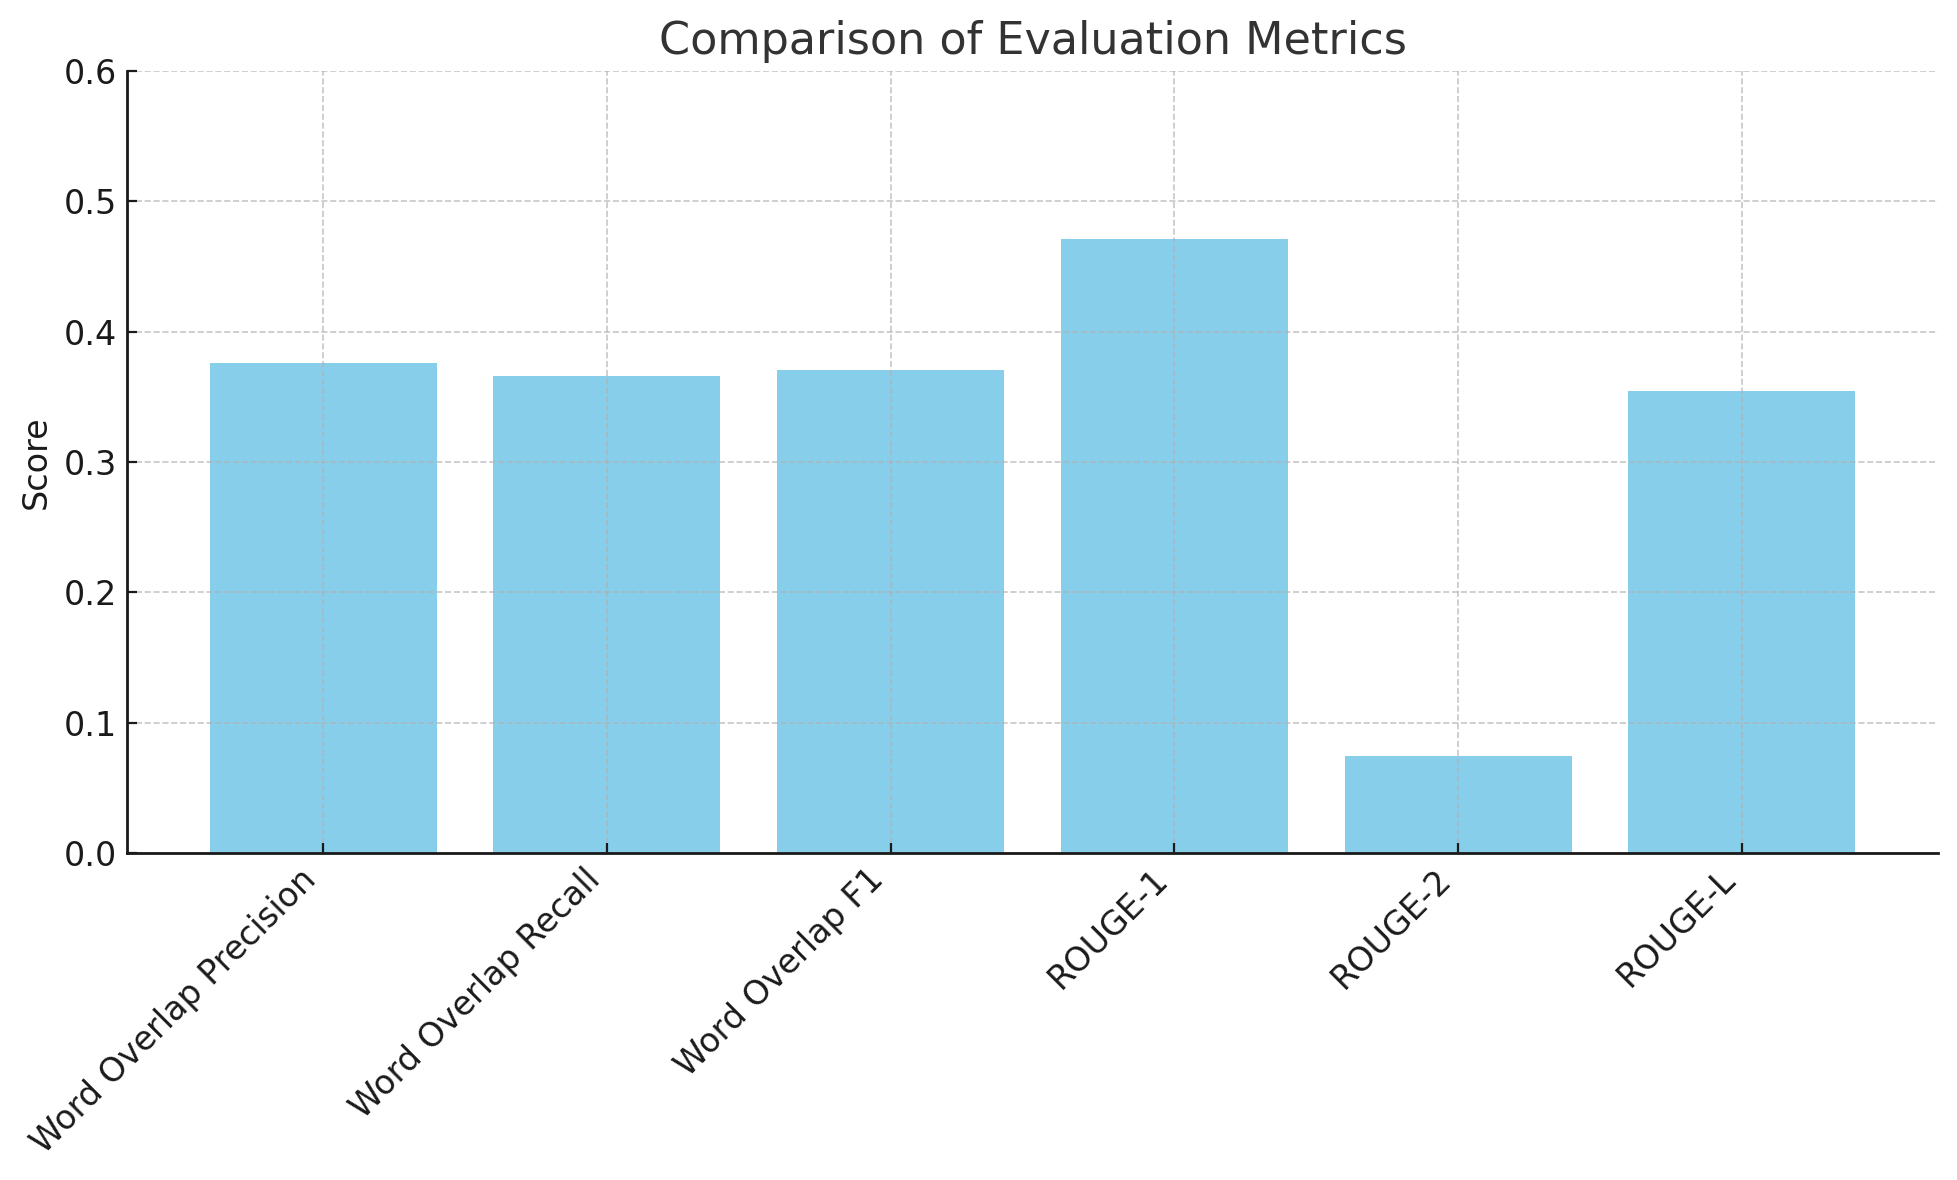 Comparison of Evaluation Metrics
0.6
0.5
0.4
0.3
0.2
0.1
0.0
Score
Word Overlap Precision
Word Overlap Recall
Word Overlap F1
ROUGE-1
ROUGE-2
ROUGE-L